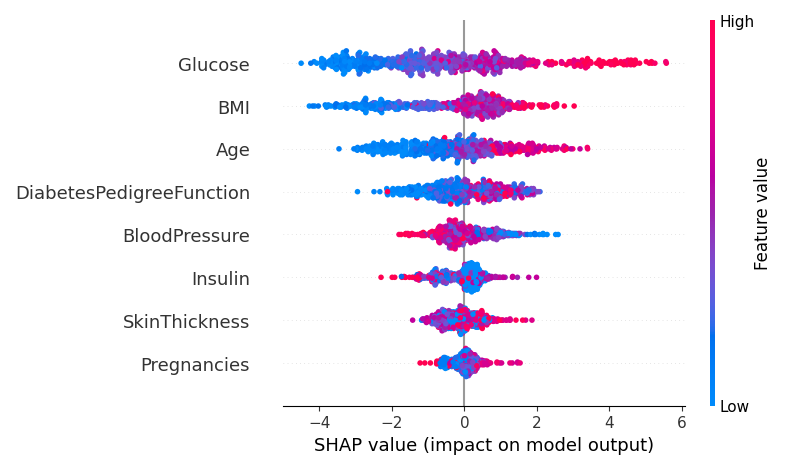 High
Glucose
BMI
Age
DiabetesPedigreeFunction
BloodPressure
Insulin
SkinThickness
Pregnancies
Feature value
Low
−4 −2 0 2 4 6
SHAP value (impact on model output)